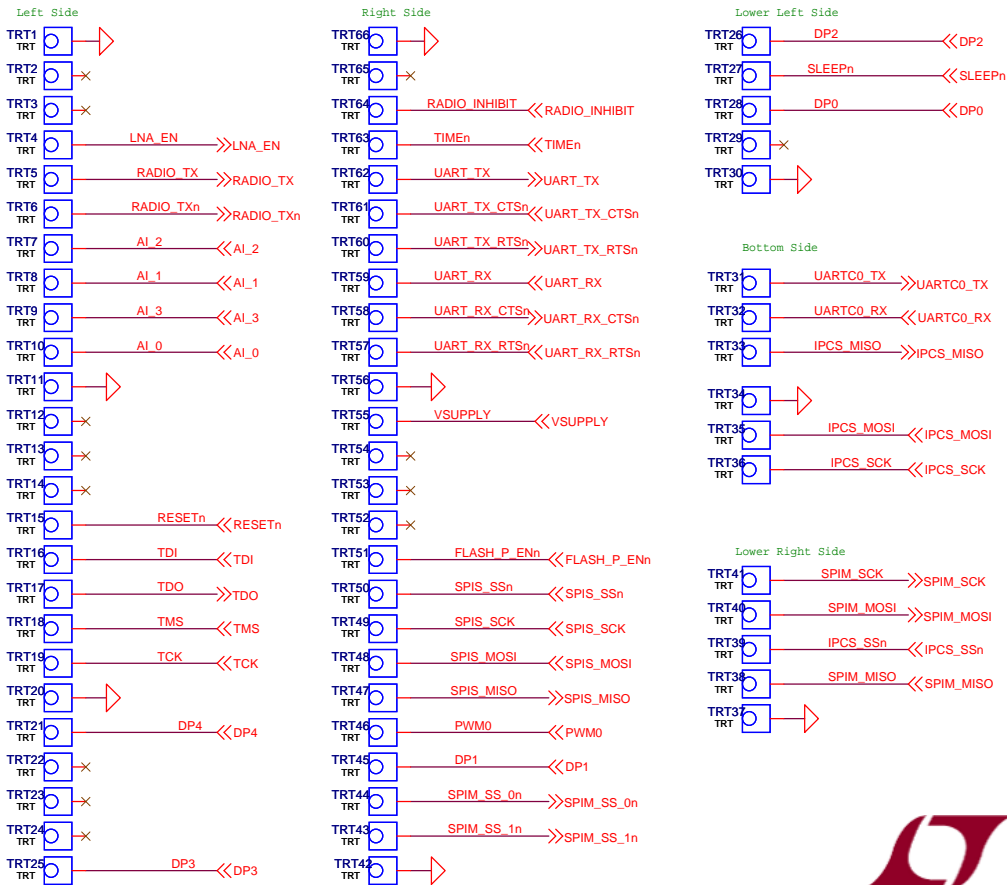 Left Side
TRT1
TRT
TRT2
TRT
TRT3
TRT
TRT4
TRT
LNA_EN
LNA_EN
TRT5
TRT
RADIO_TX
RADIO_TX
TRT6
TRT
RADIO_TXn
RADIO_TXn
TRT7
TRT
AI_2
AI_2
TRT8
TRT
AI_1
AI_1
TRT9
TRT
AI_3
AI_3
TRT10
TRT
AI_0
AI_0
TRT11
TRT
TRT12
TRT
TRT13
TRT
TRT14
TRT
TRT15
TRT
RESETn
RESETn
TRT16
TRT
TDI
TDI
TRT17
TRT
TDO
TDO
TRT18
TRT
TMS
TMS
TRT19
TRT
TCK
TCK
TRT20
TRT
TRT21
TRT
DP4
DP4
TRT22
TRT
TRT23
TRT
TRT24
TRT
TRT25
TRT
DP3
DP3
Right Side
TRT66
TRT
TRT65
TRT
TRT64
TRT
RADIO_INHIBIT
RADIO_INHIBIT
TRT63
TRT
TIMEn
TIMEn
TRT62
TRT
UART_TX
UART_TX
TRT61
TRT
UART_TX_CTSn
UART_TX_CTSn
TRT60
TRT
UART_TX_RTSn
UART_TX_RTSn
TRT59
TRT
UART_RX
UART_RX
TRT58
TRT
UART_RX_CTSn
UART_RX_CTSn
TRT57
TRT
UART_RX_RTSn
UART_RX_RTSn
TRT56
TRT
TRT55
TRT
VSUPPLY
VSUPPLY
TRT54
TRT
TRT53
TRT
TRT52
TRT
TRT51
TRT
FLASH_P_ENn
FLASH_P_ENn
TRT50
TRT
SPIS_SSn
SPIS_SSn
TRT49
TRT
SPIS_SCK
SPIS_SCK
TRT48
TRT
SPIS_MOSI
SPIS_MOSI
TRT47
TRT
SPIS_MISO
SPIS_MISO
TRT46
TRT
PWM0
PWM0
TRT45
TRT
DP1
DP1
TRT44
TRT
SPIM_SS_0n
SPIM_SS_0n
TRT43
TRT
SPIM_SS_1n
SPIM_SS_1n
TRT42
TRT
Lower Left Side
TRT26
TRT
DP2
DP2
TRT27
TRT
SLEEPn
SLEEPn
TRT28
TRT
DP0
DP0
TRT29
TRT
TRT30
TRT
Bottom Side
TRT31
TRT
UARTC0_TX
UARTC0_TX
TRT32
TRT
UARTC0_RX
UARTC0_RX
TRT33
TRT
IPCS_MISO
IPCS_MISO
TRT34
TRT
TRT35
TRT
IPCS_MOSI
IPCS_MOSI
TRT36
TRT
IPCS_SCK
IPCS_SCK
Lower Right Side
TRT41
TRT
SPIM_SCK
SPIM_SCK
TRT40
TRT
SPIM_MOSI
SPIM_MOSI
TRT39
TRT
IPCS_SSn
IPCS_SSn
TRT38
TRT
SPIM_MISO
SPIM_MISO
TRT37
TRT